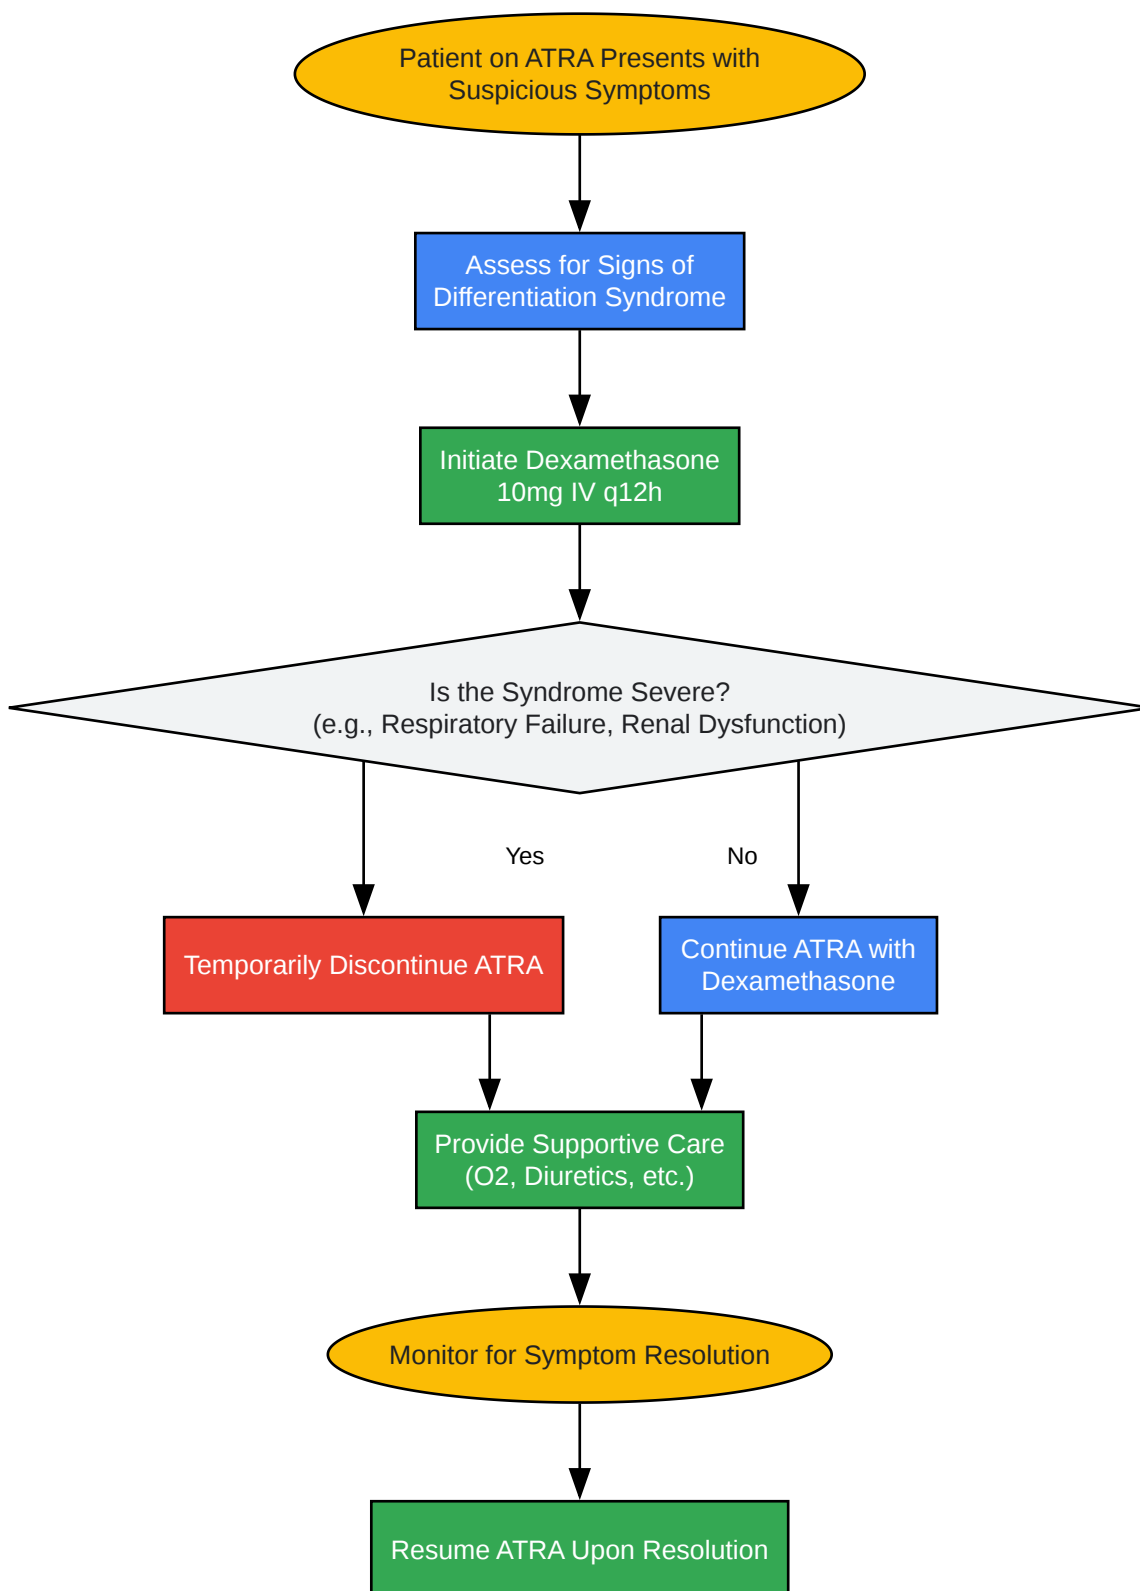 Patient on ATRA Presents with
Suspicious Symptoms
Assess for Signs of
Differentiation Syndrome
Initiate Dexamethasone
10mg IV q12h
Is the Syndrome Severe?
(e.g., Respiratory Failure, Renal Dysfunction)
Yes
No
Temporarily Discontinue ATRA
Continue ATRA with
Dexamethasone
Provide Supportive Care
(O2, Diuretics, etc.)
Monitor for Symptom Resolution
Resume ATRA Upon Resolution